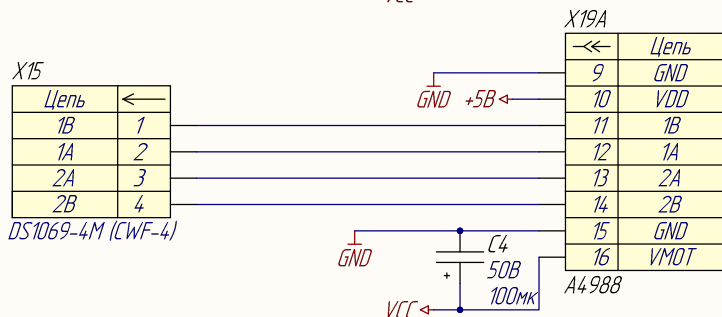 VCC
X19A
Цепь
9 GND
10 VDD
11 1B
12 1A
13 2A
14 2B
15 GND
16 VMOT
A4988
X15
Цепь
1B 1
1A 2
2A 3
2B 4
DS1069-4M (CWF-4)
GND +5В
GND
C4
50В
100мк
VCC